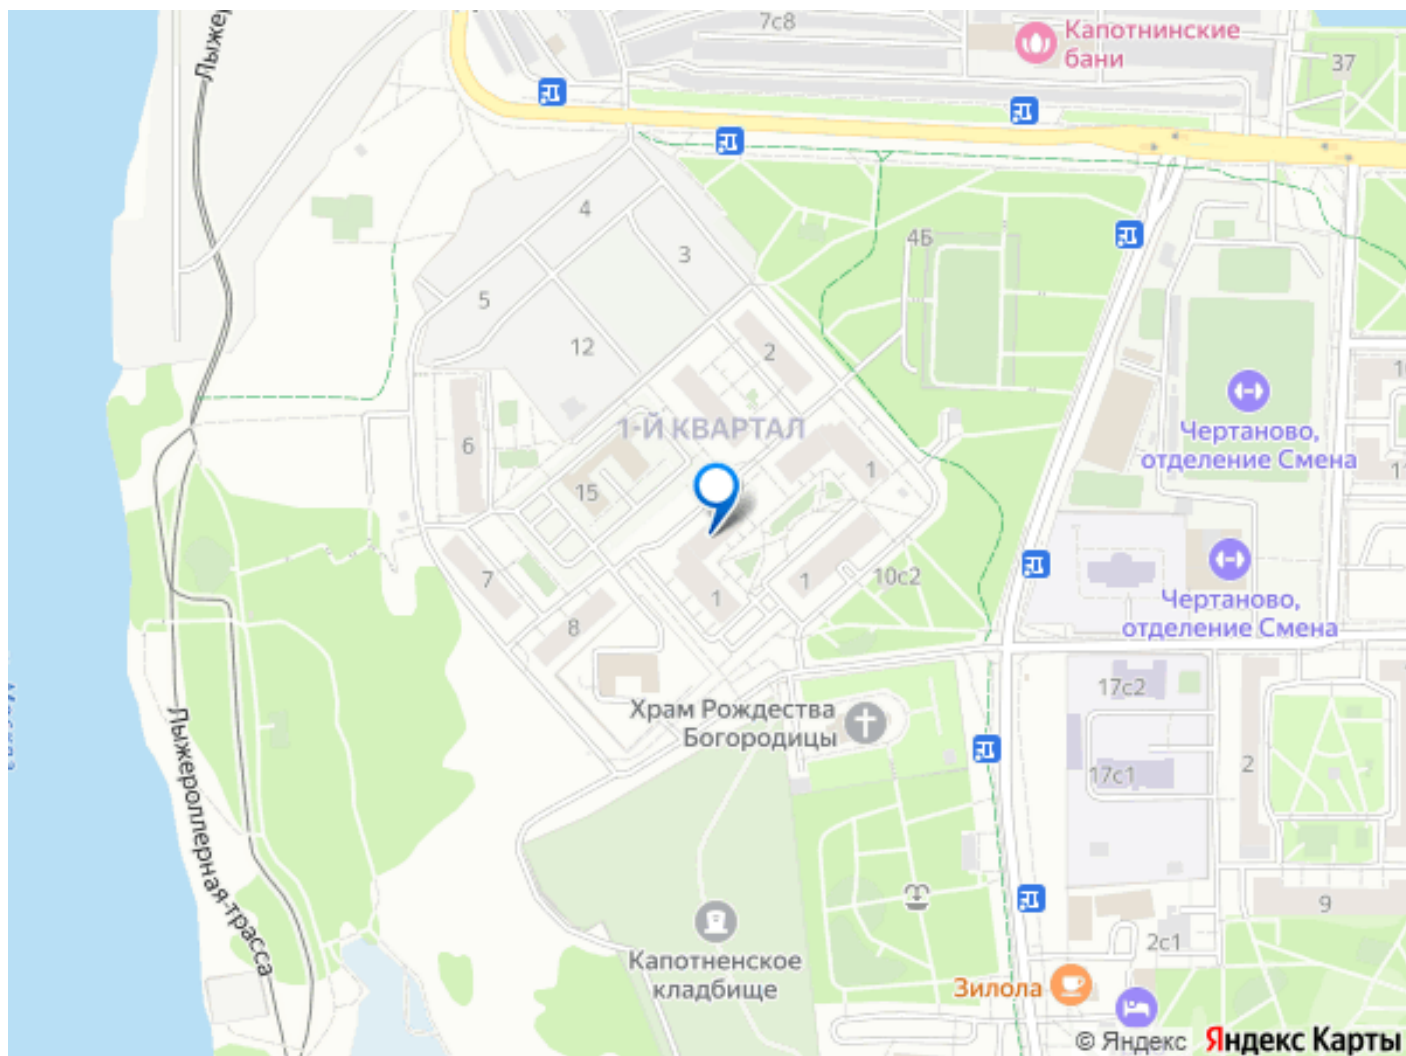 7с8
Капотнинские
бани
37
Лыжеро
4
4Б
3
5
12
2
1-Й КВАРТАЛ
6
1
15
Чертаново,
отделение Смена
7
1
1
10с2
8
Чертаново,
отделение Смена
17с2
Храм Рождества
Богородицы
Лыжероллерная трасса
17с1
2
9
Капотненское
кладбище
2с1
Зилола
© Яндекс Яндекс Карты